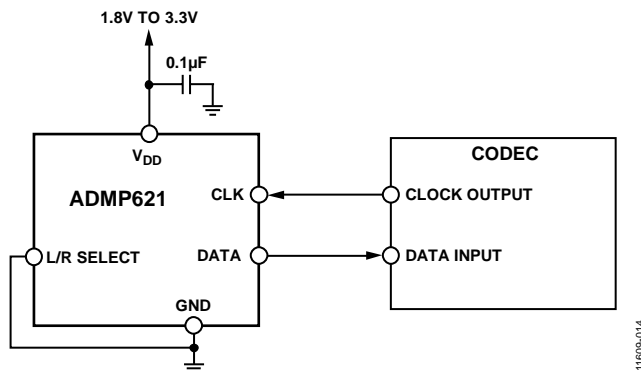 1.8V TO 3.3V
0.1µF
VDD
ADMP621
CLK
L/R SELECT
DATA
GND
CODEC
CLOCK OUTPUT
DATA INPUT
11609-014